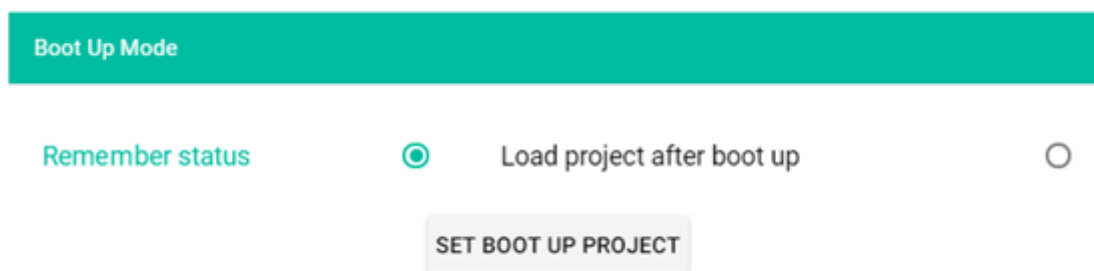 Boot Up Mode
Remember status Load project after boot up
SET BOOT UP PROJECT